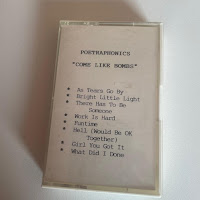 PORTRAPHONICS
"COME LIKE BOMBS"
As Tears Go By
Bright Little Light
There Has To Be
Someone
Work Is Hard
Funtime
Hell (Would Be OK
Together)
Girl You Got It
What Did I Done